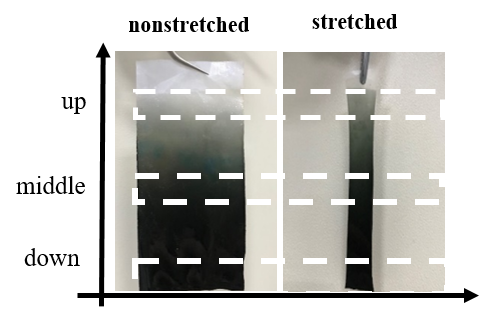 nonstretched
stretched
up
middle
down